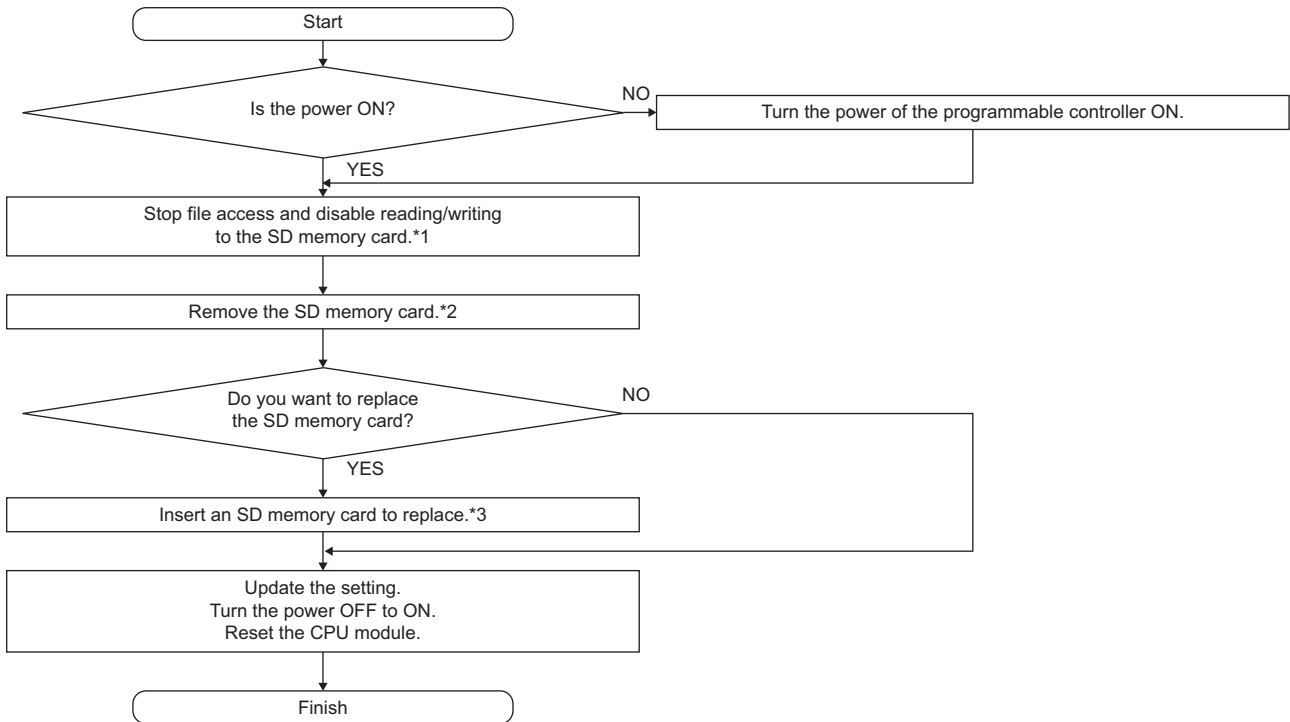 Start
Is the power ON?
NO
Turn the power of the programmable controller ON.
YES
Stop file access and disable reading/writing
to the SD memory card.*1
Remove the SD memory card.*2
Do you want to replace
the SD memory card?
NO
YES
Insert an SD memory card to replace.*3
Update the setting.
Turn the power OFF to ON.
Reset the CPU module.
Finish